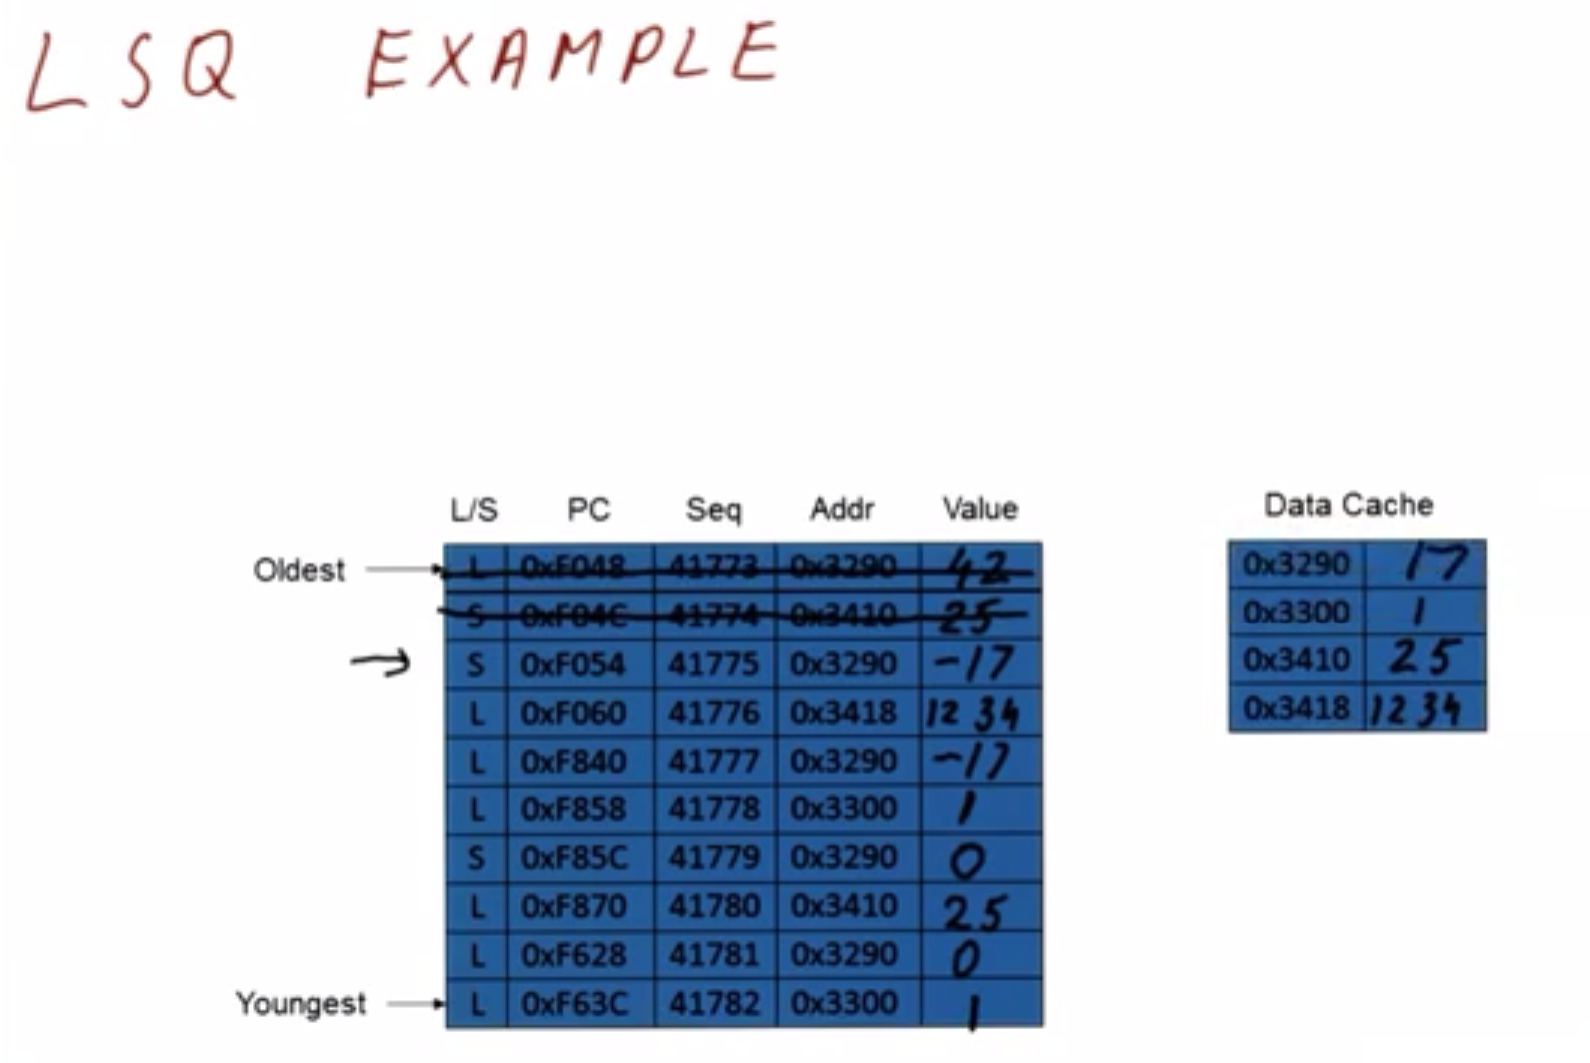 LSQ EXAMPLE
L/S PC Seq Addr Value Data Cache
Oldest L 0xF048 41773 0x3290 42 0x3290 17
S 0xF04C 41774 0x3410 25 0x3300 1
S 0xF054 41775 0x3290 -17 0x3410 25
L 0xF060 41776 0x3418 1234 0x3418 1234
L 0xF840 41777 0x3290 -17
L 0xF858 41778 0x3300 1
S 0xF85C 41779 0x3290 0
L 0xF870 41780 0x3410 25
L 0xF628 41781 0x3290 0
Youngest L 0xF63C 41782 0x3300 1